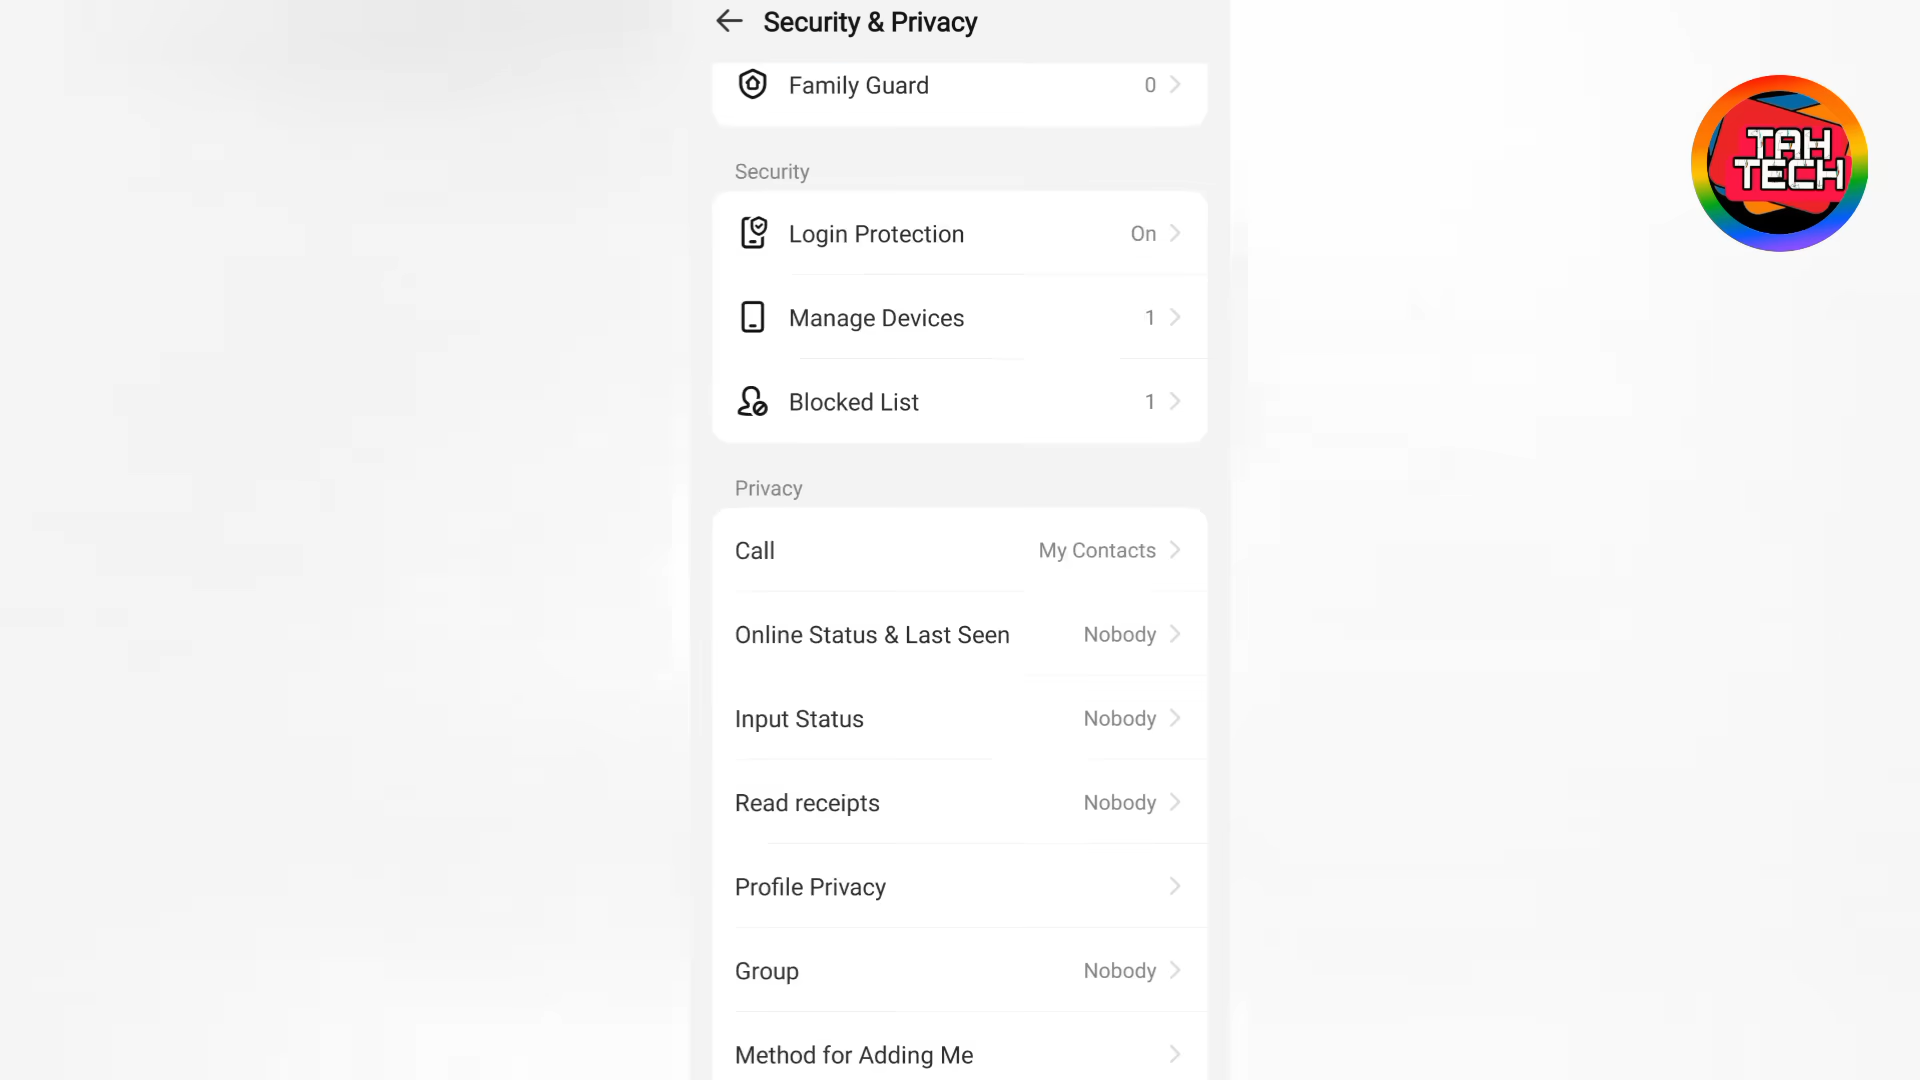 Security & Privacy
Family Guard 0
Security
Login Protection On
Manage Devices 1
Blocked List 1
Privacy
Call My Contacts
Online Status & Last Seen Nobody
Input Status Nobody
Read receipts Nobody
Profile Privacy
Group Nobody
Method for Adding Me
TAH
TECH